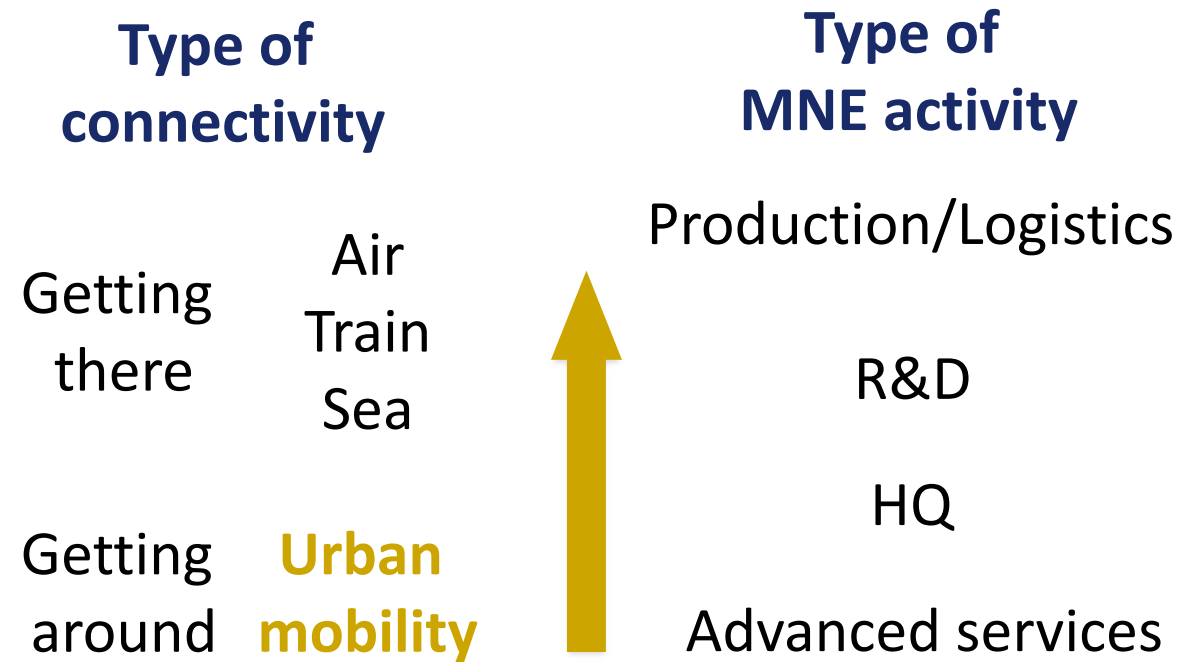 Type of
connectivity
Getting
there
Air
Train
Sea
Getting
around
Urban
mobility
Type of
MNE activity
Production/Logistics
R&D
HQ
Advanced services